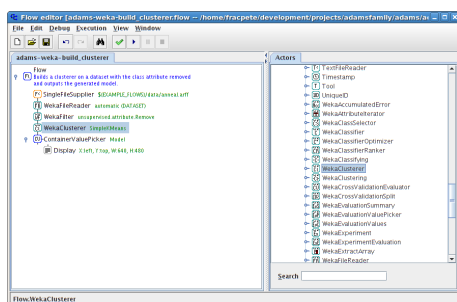 Flow editor [adams-weka-build_clusterer.flow -- /home/fracpete/development/projects/adamsfamily/adams/a
File Edit Debug Execution View Window
adams-weka-build_clusterer
Flow
Builds a clusterer on a dataset with the class attribute removed
and outputs the generated model.
SingleFileSupplier ${EXAMPLE_FLOWS}/data/anneal.arff
WekaFileReader automatic (DATASET)
WekaFilter unsupervised.attribute.Remove
WekaClusterer SimpleKMeans
ContainerValuePicker Model
Display X:left, Y:top, W:640, H:480
Actors
TextFileReader
Timestamp
Tool
UniqueID
WekaAccumulatedError
WekaAttributeIterator
WekaClassSelector
WekaClassifier
WekaClassifierOptimizer
WekaClassifierRanker
WekaClassifying
WekaClusterer
WekaClustering
WekaCrossValidationEvaluator
WekaCrossValidationSplit
WekaEvaluationSummary
WekaEvaluationValuePicker
WekaEvaluationValues
WekaExperiment
WekaExperimentEvaluation
WekaExtractArray
WekaFileReader
Search
Flow.WekaClusterer